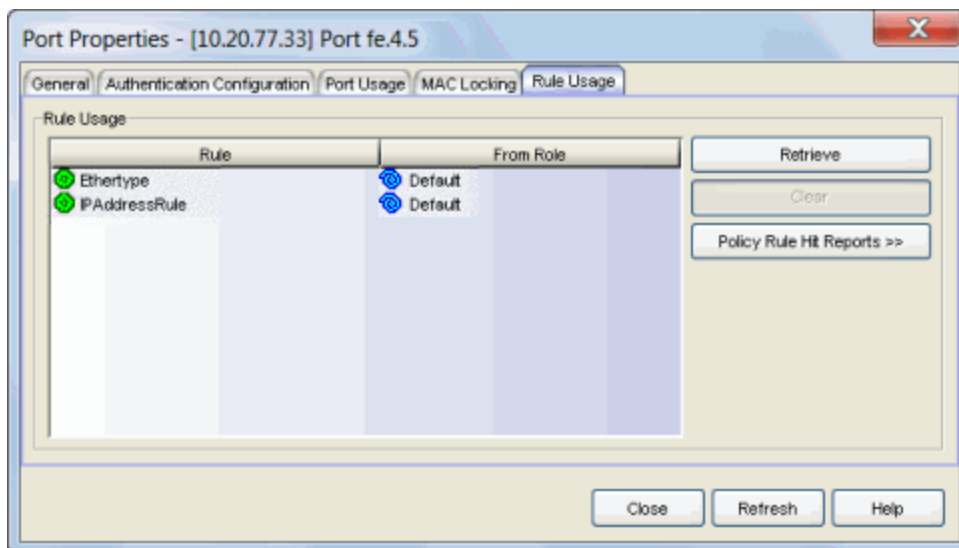 Port Properties - [10.20.77.33] Port fe.4.5
General Authentication Configuration Port Usage MAC Locking Rule Usage
Rule Usage
Rule From Role
Retrieve
Ethertype Default
IPAddressRule Default
Clear
Policy Rule Hit Reports >>
Close Refresh Help